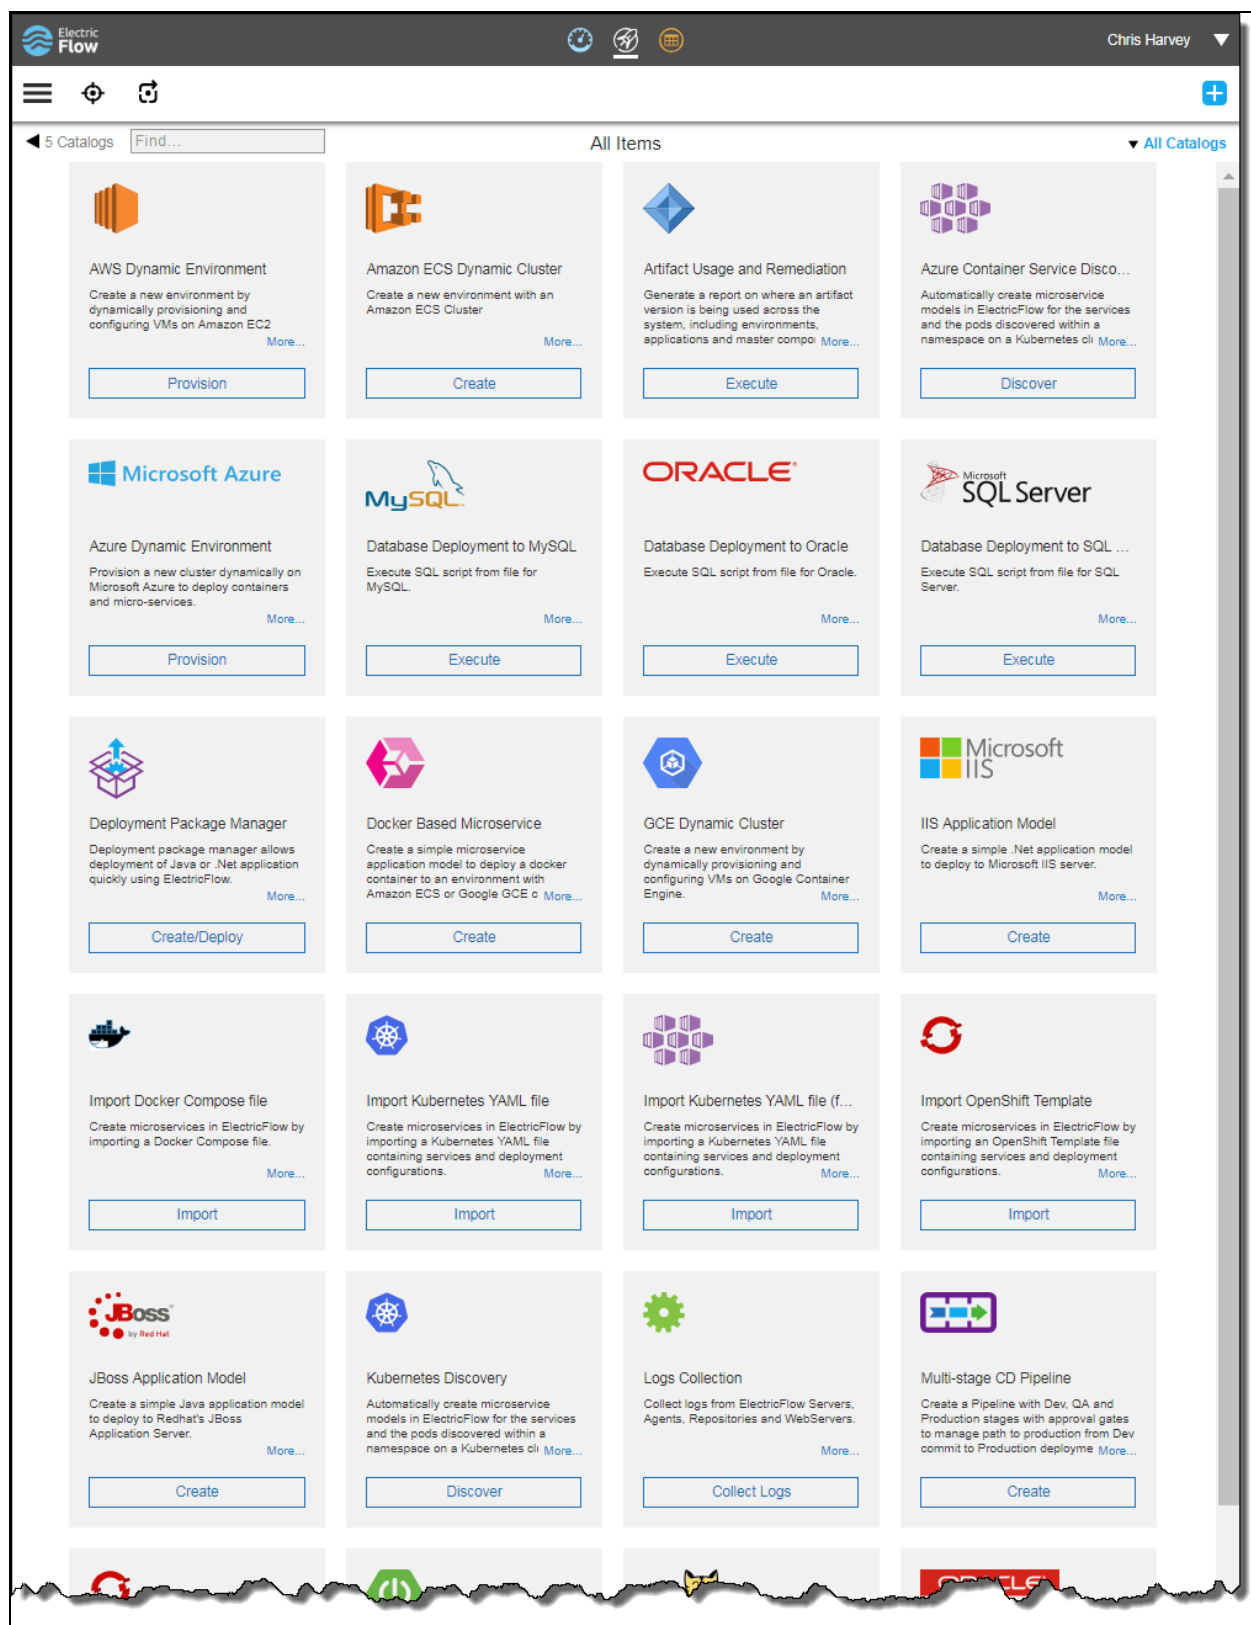 Electric
Flow
Chris Harvey
5 Catalogs
Find...
All Items
All Catalogs
AWS Dynamic Environment
Create a new environment by
dynamically provisioning and
configuring VMs on Amazon EC2
More...
Provision
Amazon ECS Dynamic Cluster
Create a new environment with an
Amazon ECS Cluster
More...
Create
Artifact Usage and Remediation
Generate a report on where an artifact
version is being used across the
system, including environments,
applications and master compo More...
Execute
Azure Container Service Disco...
Automatically create microservice
models in ElectricFlow for the services
and the pods discovered within a
namespace on a Kubernetes clu More...
Discover
Microsoft Azure
Azure Dynamic Environment
Provision a new cluster dynamically on
Microsoft Azure to deploy containers
and micro-services.
More...
Provision
MySQL
Database Deployment to MySQL
Execute SQL script from file for
MySQL.
More...
Execute
ORACLE
Database Deployment to Oracle
Execute SQL script from file for Oracle.
More...
Execute
Microsoft
SQL Server
Database Deployment to SQL ...
Execute SQL script from file for SQL
Server.
More...
Execute
Deployment Package Manager
Deployment package manager allows
deployment of Java or .Net application
quickly using ElectricFlow.
More...
Create/Deploy
Docker Based Microservice
Create a simple microservice
application model to deploy a docker
container to an environment with
Amazon ECS or Google GCE c More...
Create
GCE Dynamic Cluster
Create a new environment by
dynamically provisioning and
configuring VMs on Google Container
Engine. More...
Create
Microsoft
IIS
IIS Application Model
Create a simple .Net application model
to deploy to Microsoft IIS server.
More...
Create
Import Docker Compose file
Create microservices in ElectricFlow by
importing a Docker Compose file.
More...
Import
Import Kubernetes YAML file
Create microservices in ElectricFlow by
importing a Kubernetes YAML file
containing services and deployment
configurations. More...
Import
Import Kubernetes YAML file (f...
Create microservices in ElectricFlow by
importing a Kubernetes YAML file
containing services and deployment
configurations. More...
Import
Import OpenShift Template
Create microservices in ElectricFlow by
importing an OpenShift Template file
containing services and deployment
configurations. More...
Import
JBoss
by Red Hat
JBoss Application Model
Create a simple Java application model
to deploy to Redhat's JBoss
Application Server.
More...
Create
Kubernetes Discovery
Automatically create microservice
models in ElectricFlow for the services
and the pods discovered within a
namespace on a Kubernetes clu More...
Discover
Logs Collection
Collect logs from ElectricFlow Servers,
Agents, Repositories and WebServers.
More...
Collect Logs
Multi-stage CD Pipeline
Create a Pipeline with Dev, QA and
Production stages with approval gates
to manage path to production from Dev
commit to Production deployme More...
Create